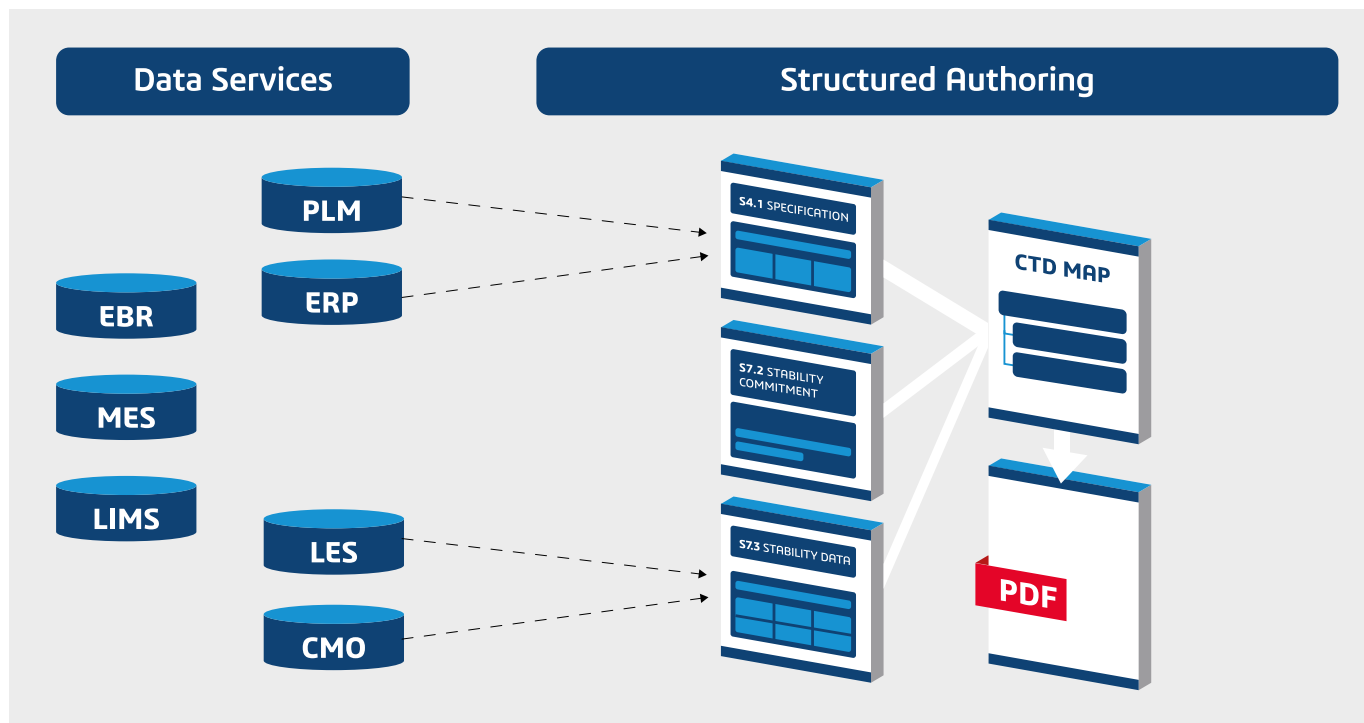 Data Services
Structured Authoring
PLM
ERP
EBR
MES
LIMS
LES
CMO
S4.1 SPECIFICATION
S7.2 STABILITY
COMMITMENT
S7.3 STABILITY DATA
CTD MAP
PDF